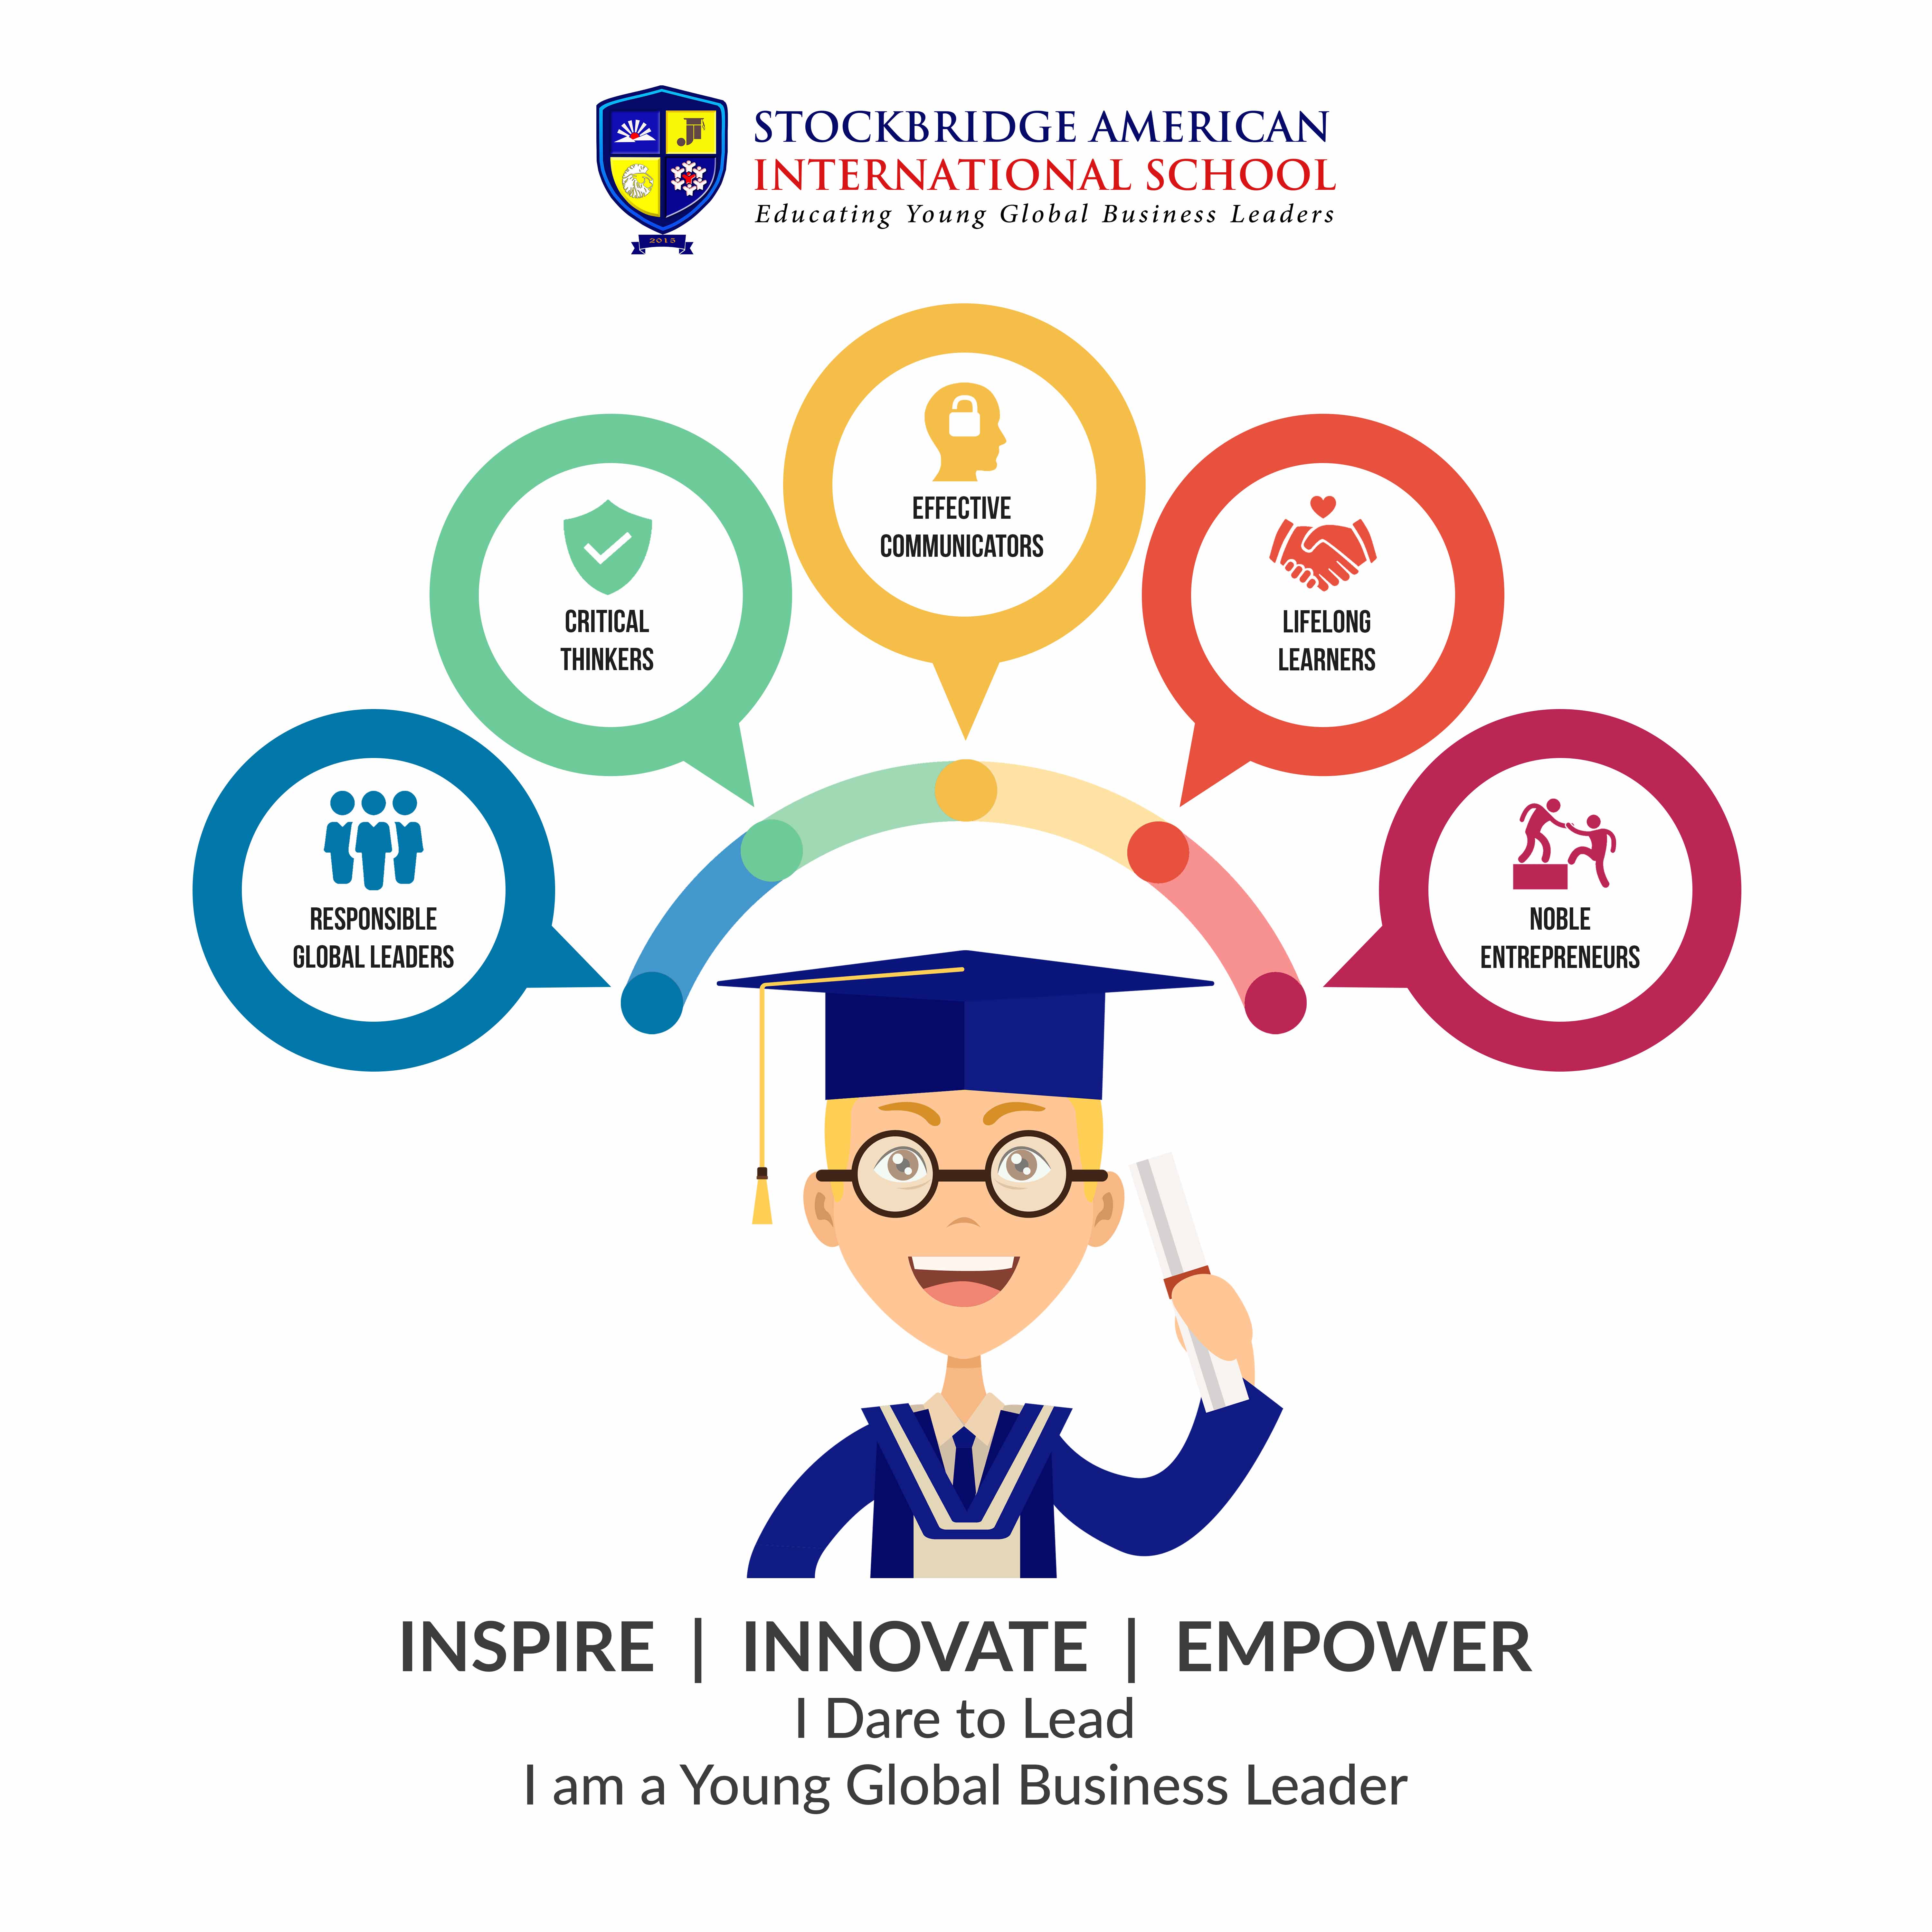 STOCKBRIDGE AMERICAN
INTERNATIONAL SCHOOL
Educating Young Global Business Leaders
2015
EFFECTIVE
COMMUNICATORS
CRITICAL
THINKERS
LIFELONG
LEARNERS
RESPONSIBLE
GLOBAL LEADERS
NOBLE
ENTREPRENEURS
INSPIRE | INNOVATE | EMPOWER
I Dare to Lead
I am a Young Global Business Leader